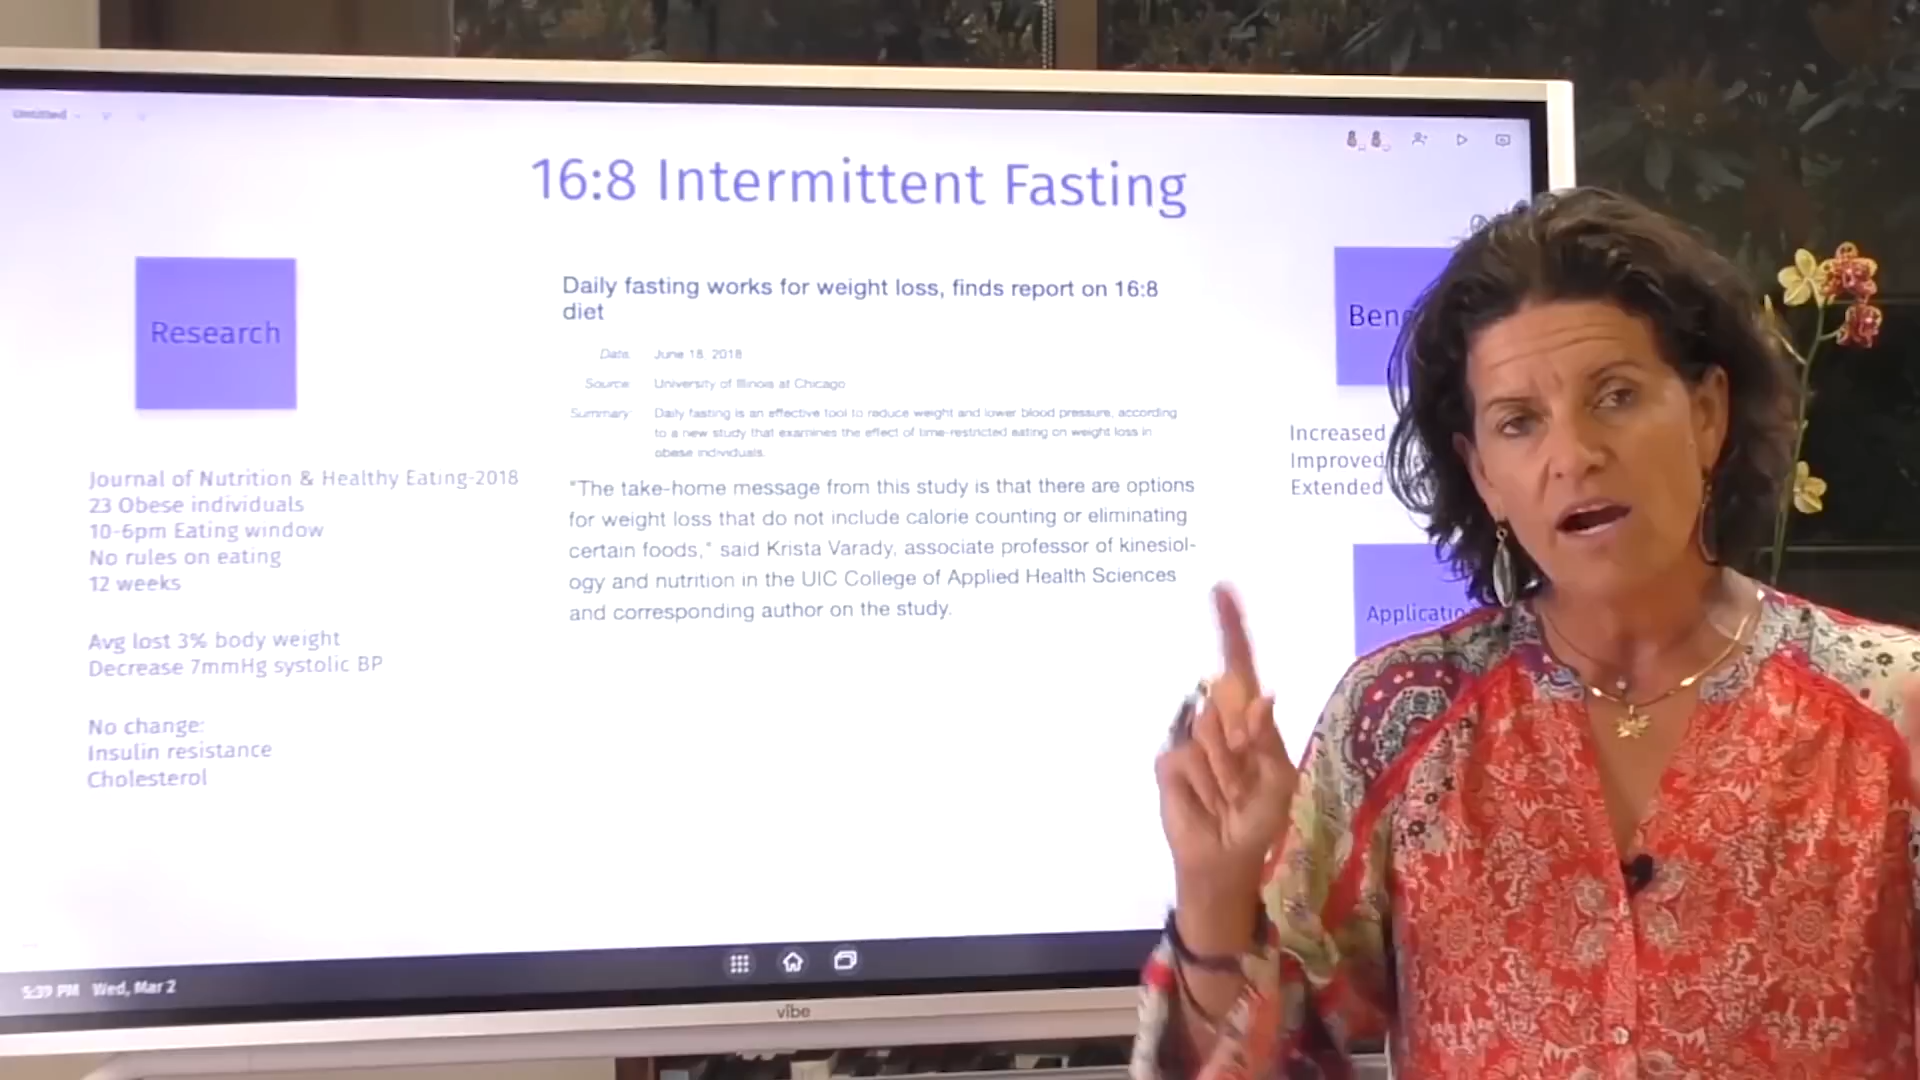 Untitled
16:8 Intermittent Fasting
Research
Journal of Nutrition & Healthy Eating-2018
23 Obese individuals
10-6pm Eating window
No rules on eating
12 weeks
Avg lost 3% body weight
Decrease 7mmHg systolic BP
No change:
Insulin resistance
Cholesterol
Daily fasting works for weight loss, finds report on 16:8
diet
Date: June 18, 2018
Source: University of Illinois at Chicago
Summary: Daily fasting is an effective tool to reduce weight and lower blood pressure, according
to a new study that examines the effect of time-restricted eating on weight loss in
obese individuals.
"The take-home message from this study is that there are options
for weight loss that do not include calorie counting or eliminating
certain foods," said Krista Varady, associate professor of kinesiol-
ogy and nutrition in the UIC College of Applied Health Sciences
and corresponding author on the study.
Increased
Improved
Extended
5:39 PM Wed, Mar 2
vibe